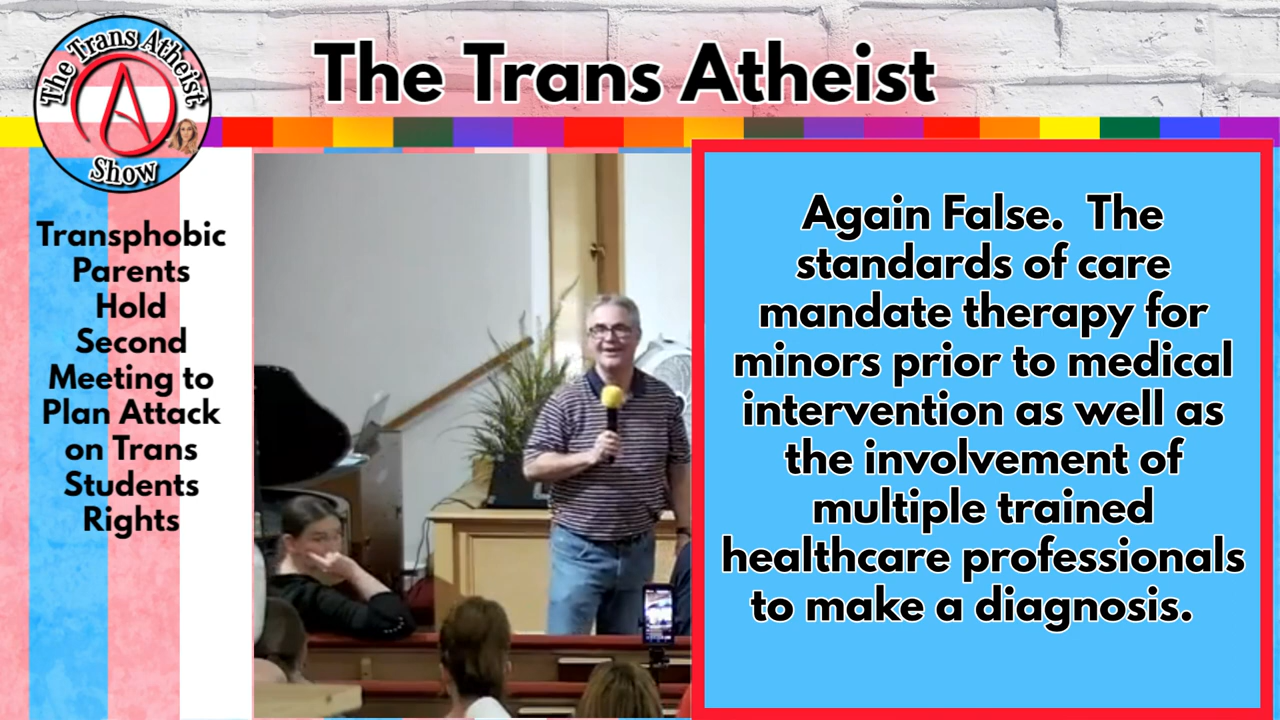 The Trans Atheist
Show
The Trans Atheist
Transphobic
Parents
Hold
Second
Meeting to
Plan Attack
on Trans
Students
Rights
Again False.  The
standards of care
mandate therapy for
minors prior to medical
intervention as well as
the involvement of
multiple trained
healthcare professionals
to make a diagnosis.